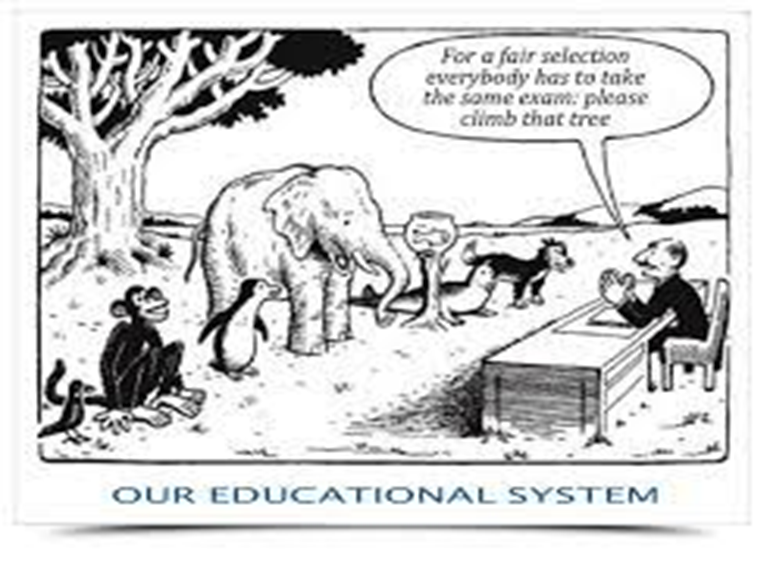 For a fair selection
everybody has to take
the same exam: please
climb that tree
OUR EDUCATIONAL SYSTEM